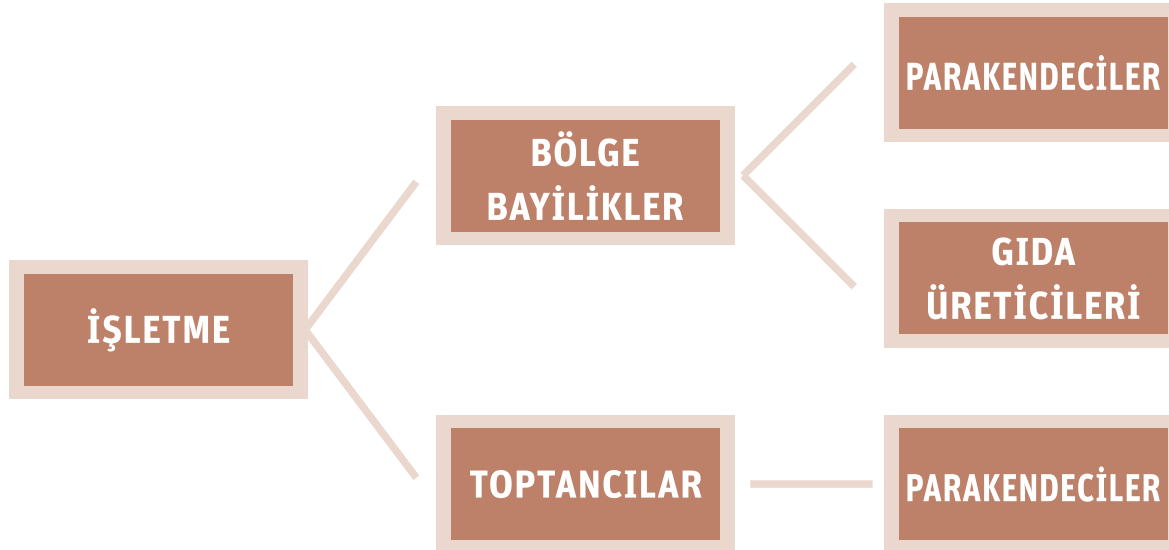 PARAKENDECİLER
BÖLGE
BAYİLİKLER
GIDA
ÜRETİCİLERİ
İŞLETME
TOPTANCILAR
PARAKENDECİLER